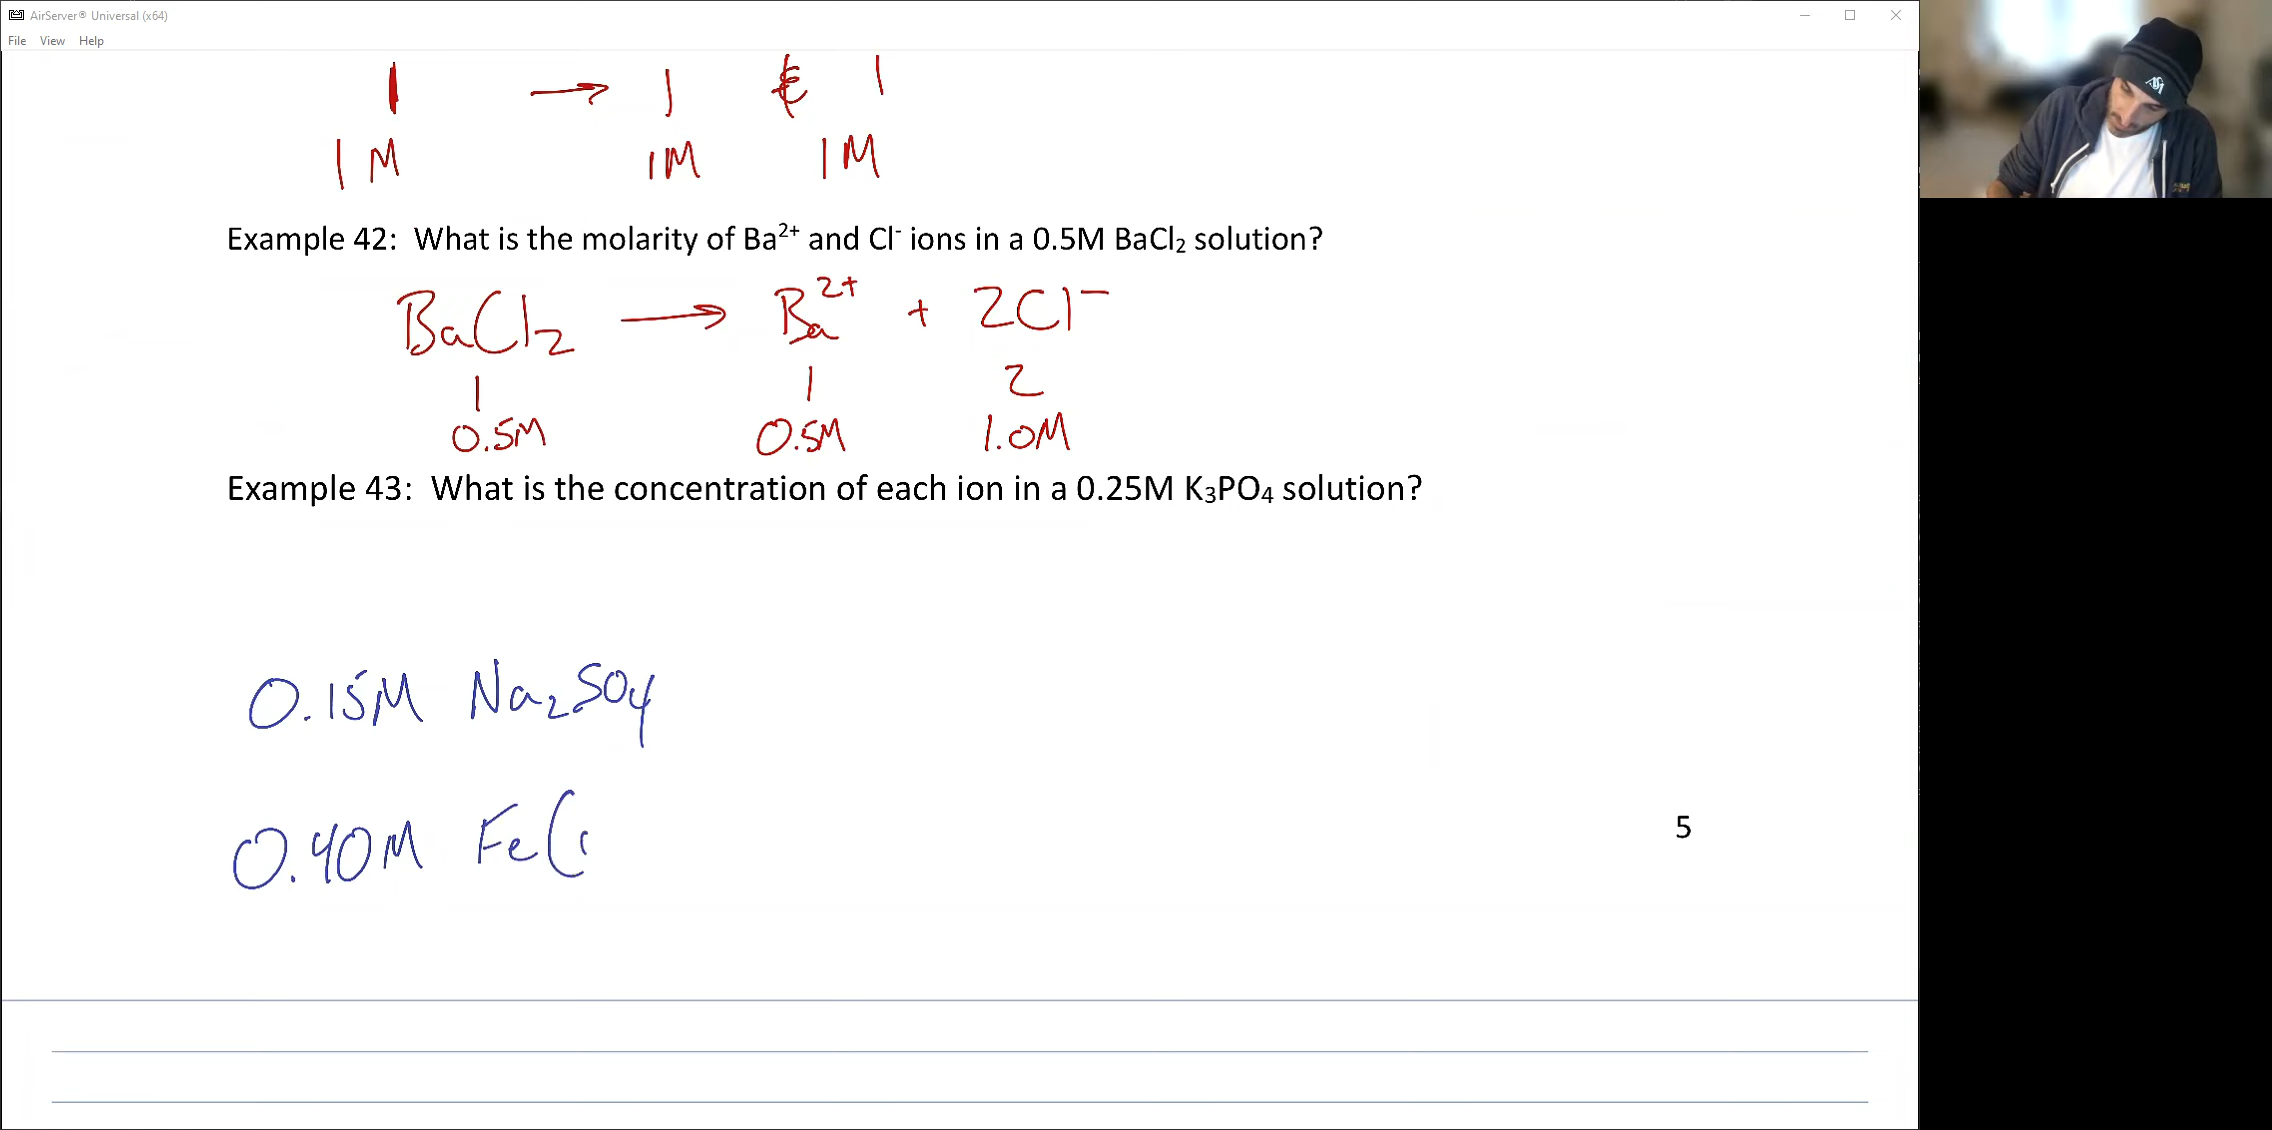 AirServer® Universal (x64)
File View Help
1 → 1 & 1
1M 1M 1M
Example 42: What is the molarity of Ba²⁺ and Cl⁻ ions in a 0.5M BaCl₂ solution?
BaCl₂ → Ba²⁺ + 2Cl⁻
1 1 2
0.5M 0.5M 1.0M
Example 43: What is the concentration of each ion in a 0.25M K₃PO₄ solution?
0.15M Na₂SO₄
0.40M Fe(
5